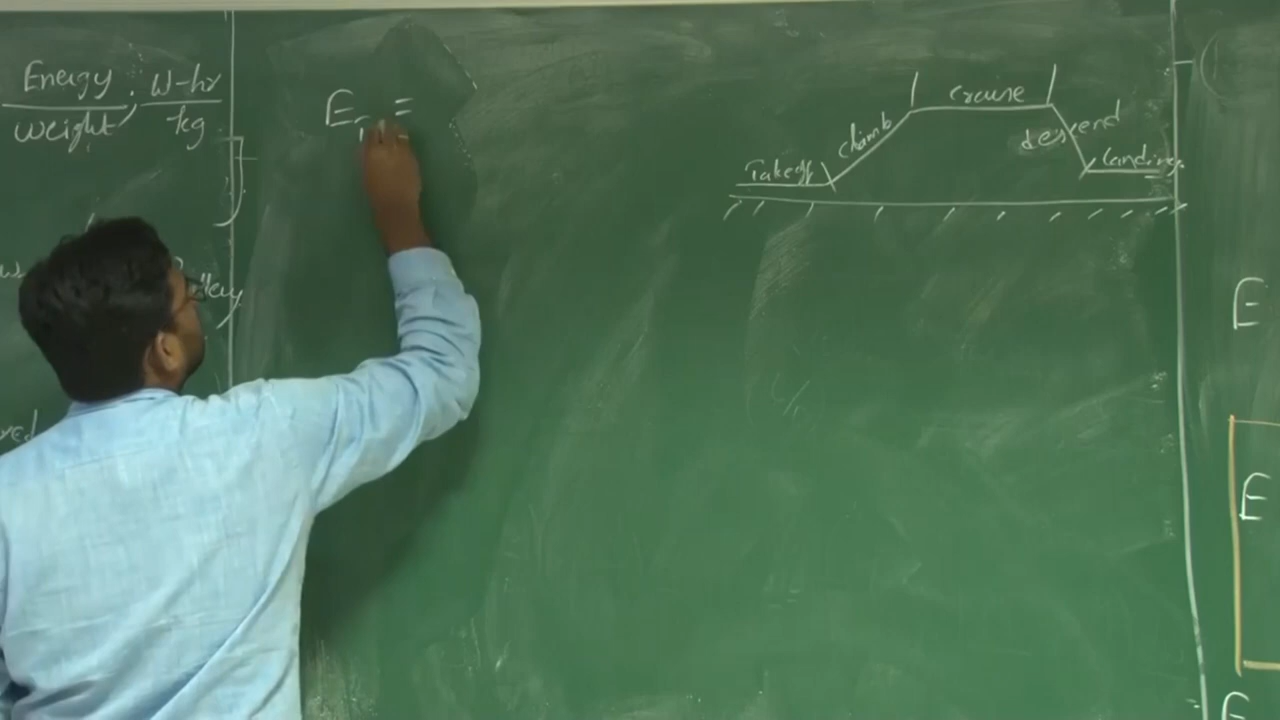 Energy ; W-hr
weight kg
E =
Takeoff
climb
cruise
descend
Landing
E
E
E